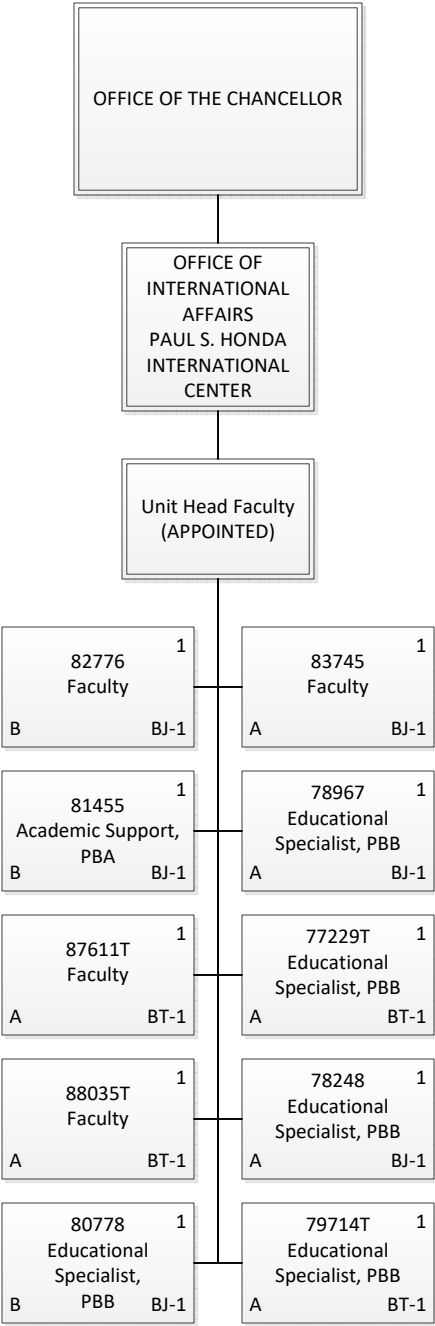 OFFICE OF THE CHANCELLOR
OFFICE OF
INTERNATIONAL
AFFAIRS
PAUL S. HONDA
INTERNATIONAL
CENTER
Unit Head Faculty
(APPOINTED)
82776 1
Faculty
B BJ-1
83745 1
Faculty
A BJ-1
81455 1
Academic Support,
PBA
B BJ-1
78967 1
Educational
Specialist, PBB
A BJ-1
87611T 1
Faculty
A BT-1
77229T 1
Educational
Specialist, PBB
A BT-1
88035T 1
Faculty
A BT-1
78248 1
Educational
Specialist, PBB
A BJ-1
80778 1
Educational
Specialist,
B PBB BJ-1
79714T 1
Educational
Specialist, PBB
A BT-1